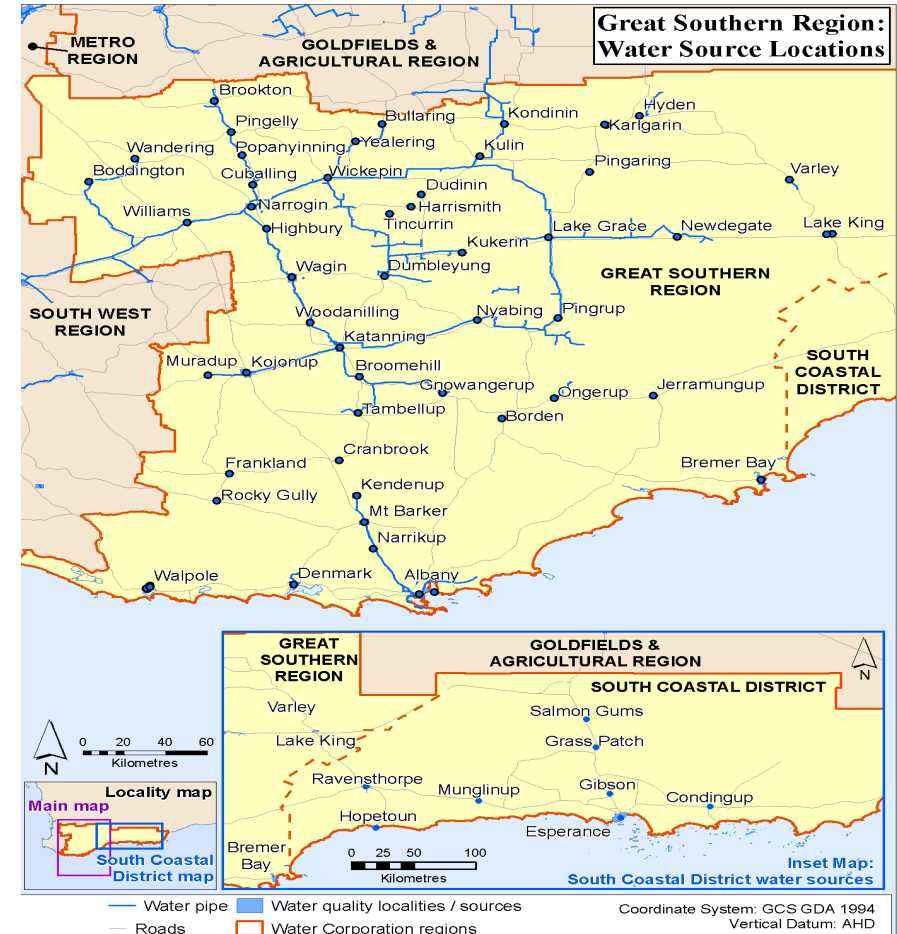 Great Southern Region:
Water Source Locations
METRO
REGION
GOLDFIELDS &
AGRICULTURAL REGION
Brookton
Hyden
Bullaring
Kondinin
Karlgarin
Pingelly
Yealering
Kulin
Wandering
Popanyinning
Pingaring
Boddington
Cuballing
Wickepin
Varley
Dudinin
Narrogin
Harrismith
Williams
Tincurrin
Highbury
Lake Grace
Newdegate
Lake King
Kukerin
Wagin
Dumbleyung
GREAT SOUTHERN
REGION
SOUTH WEST
REGION
Woodanilling
Nyabing
Pingrup
Katanning
SOUTH
COASTAL
DISTRICT
Muradup
Kojonup
Broomehill
Gnowangerup
Ongerup
Jerramungup
Tambellup
Borden
Cranbrook
Frankland
Bremer Bay
Rocky Gully
Kendenup
Mt Barker
Narrikup
Walpole
Denmark
Albany
GREAT
SOUTHERN
REGION
GOLDFIELDS &
AGRICULTURAL REGION
N
SOUTH COASTAL DISTRICT
Varley
Salmon Gums
Lake King
Grass Patch
Ravensthorpe
Munglinup
Gibson
Condingup
Hopetoun
Esperance
Bremer
Bay
0 25 50 100
Kilometres
Inset Map:
South Coastal District water sources
N
0 20 40 60
Kilometres
Locality map
Main map
South Coastal
District map
Water pipe
Water quality localities / sources
Roads
Water Corporation regions
Coordinate System: GCS GDA 1994
Vertical Datum: AHD